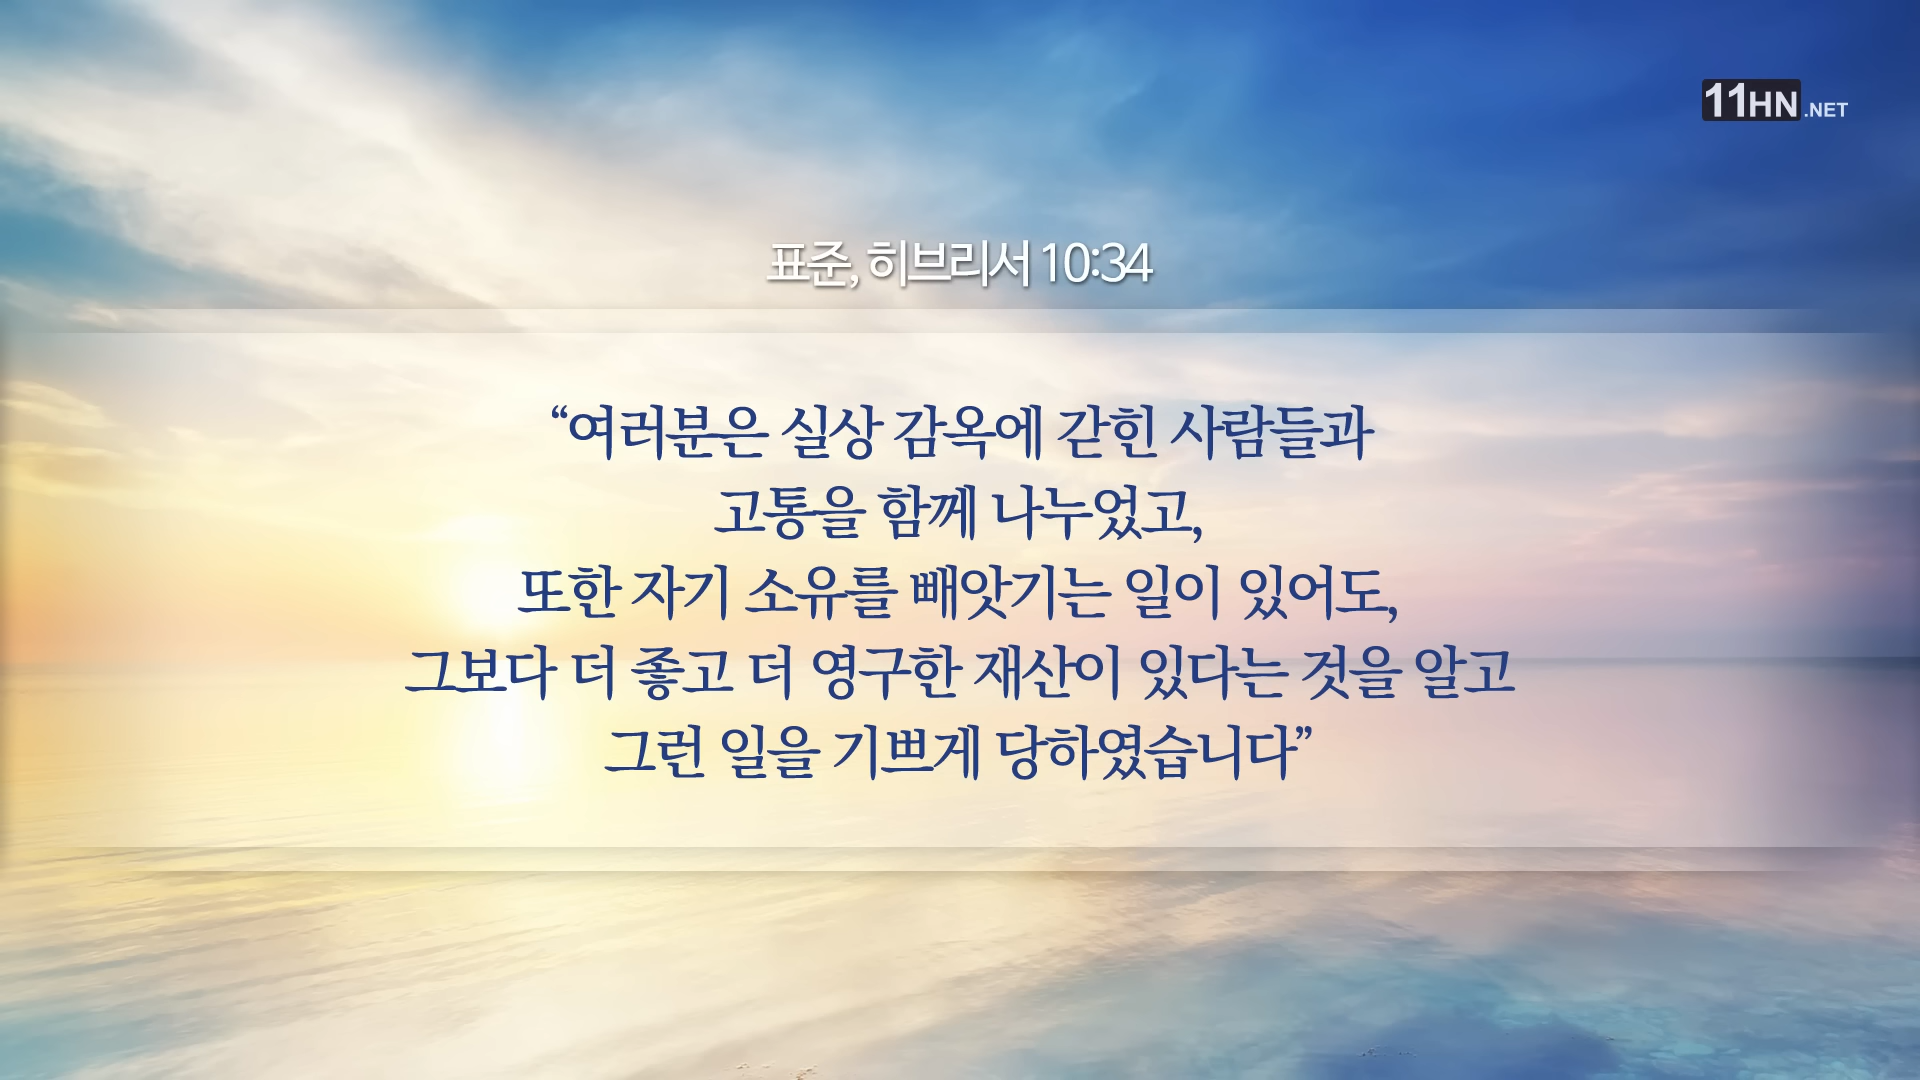 11HN.NET
표준, 히브리서 10:34
“여러분은 실상 감옥에 갇힌 사람들과
고통을 함께 나누었고,
또한 자기 소유를 빼앗기는 일이 있어도,
그보다 더 좋고 더 영구한 재산이 있다는 것을 알고
그런 일을 기쁘게 당하였습니다”